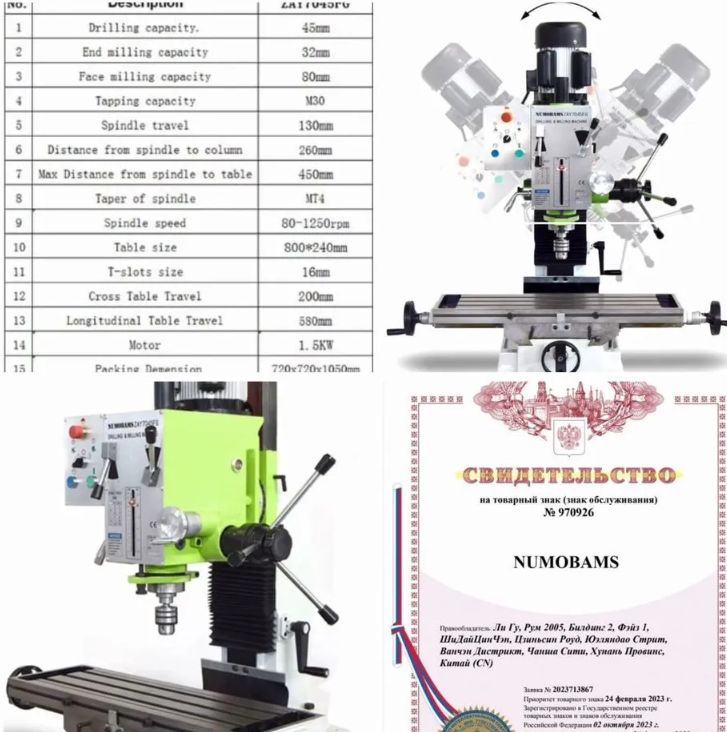 No. Description ZAY7045FG
1 Drilling capacity. 45mm
2 End milling capacity 32mm
3 Face milling capacity 80mm
4 Tapping capacity M30
5 Spindle travel 130mm
6 Distance from spindle to column 260mm
7 Max Distance from spindle to table 450mm
8 Taper of spindle MT4
9 Spindle speed 80-1250rpm
10 Table size 800*240mm
11 T-slots size 16mm
12 Cross Table Travel 200mm
13 Longitudinal Table Travel 580mm
14 Motor 1.5KW
15 Packing Demension 720x720x1050mm
NUMOBAMS ZAY7045FG
DRILLING & MILLING MACHINE
NUMOBAMS ZAY7045FG
DRILLING & MILLING MACHINE
CE
СВИДЕТЕЛЬСТВО
на товарный знак (знак обслуживания)
№ 970926
NUMOBAMS
Правообладатель: Ли Гу, Рум 2005, Билдинг 2, Фэйз 1,
ШиДайЦинЧэн, Цзиньсин Роуд, Юэляндао Стрит,
Ванчэн Дистрикт, Чанша Сити, Хунань Провинс,
Китай (CN)
Заявка № 2023713867
Приоритет товарного знака 24 февраля 2023 г.
Зарегистрировано в Государственном реестре
товарных знаков и знаков обслуживания
Российской Федерации 02 октября 2023 г.